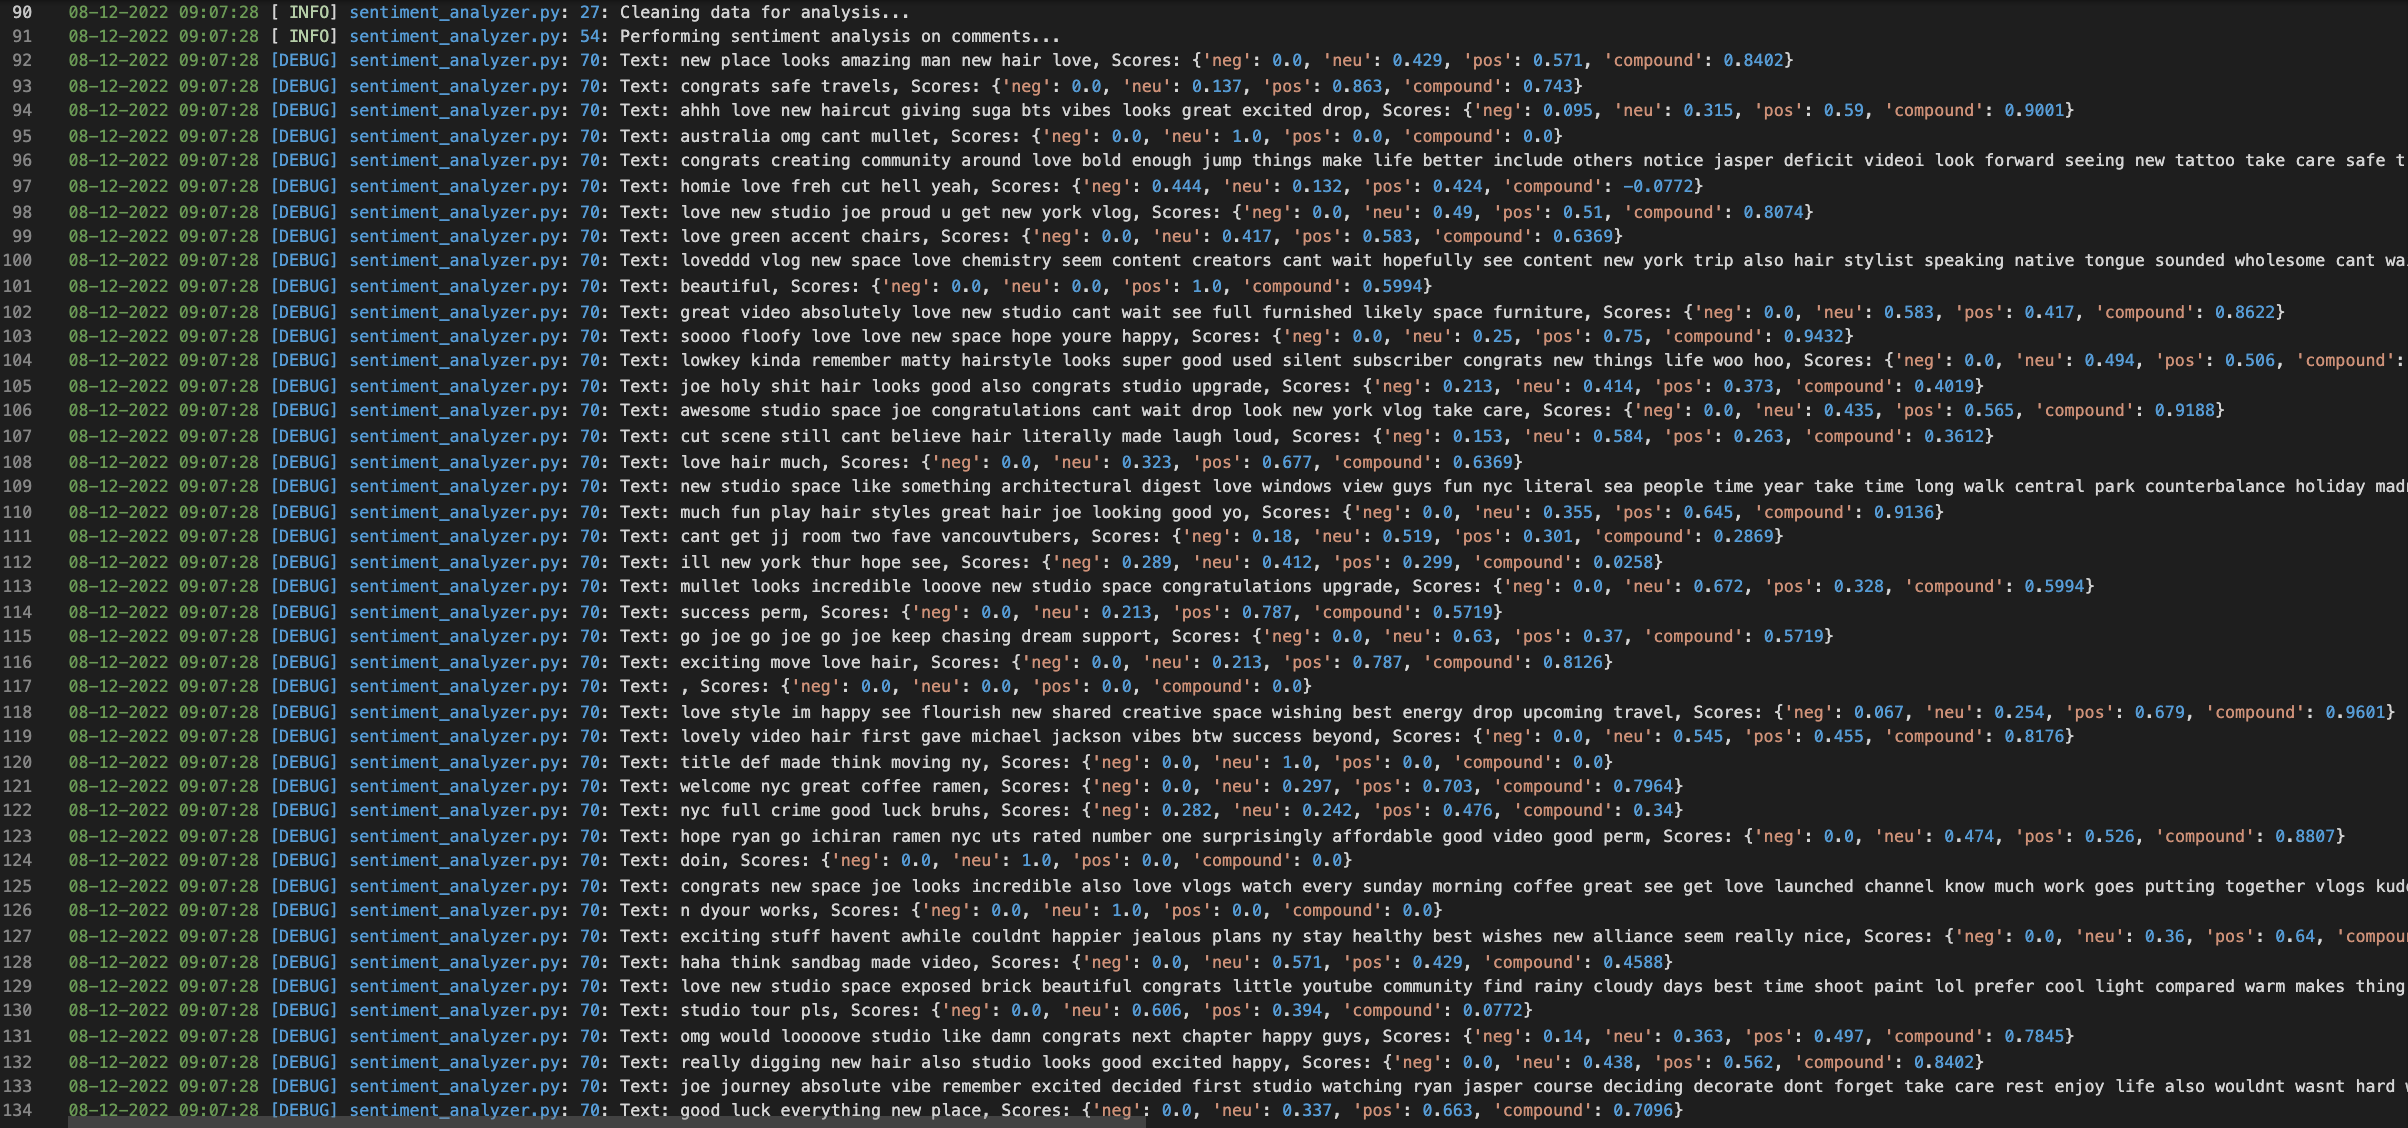 90 08-12-2022 09:07:28 [ INFO] sentiment_analyzer.py: 27: Cleaning data for analysis...
91 08-12-2022 09:07:28 [ INFO] sentiment_analyzer.py: 54: Performing sentiment analysis on comments...
92 08-12-2022 09:07:28 [DEBUG] sentiment_analyzer.py: 70: Text: new place looks amazing man new hair love, Scores: {'neg': 0.0, 'neu': 0.429, 'pos': 0.571, 'compound': 0.8402}
93 08-12-2022 09:07:28 [DEBUG] sentiment_analyzer.py: 70: Text: congrats safe travels, Scores: {'neg': 0.0, 'neu': 0.137, 'pos': 0.863, 'compound': 0.743}
94 08-12-2022 09:07:28 [DEBUG] sentiment_analyzer.py: 70: Text: ahhh love new haircut giving suga bts vibes looks great excited drop, Scores: {'neg': 0.095, 'neu': 0.315, 'pos': 0.59, 'compound': 0.9001}
95 08-12-2022 09:07:28 [DEBUG] sentiment_analyzer.py: 70: Text: australia omg cant mullet, Scores: {'neg': 0.0, 'neu': 1.0, 'pos': 0.0, 'compound': 0.0}
96 08-12-2022 09:07:28 [DEBUG] sentiment_analyzer.py: 70: Text: congrats creating community around love bold enough jump things make life better include others notice jasper deficit videoi look forward seeing new tattoo take care safe t
97 08-12-2022 09:07:28 [DEBUG] sentiment_analyzer.py: 70: Text: homie love freh cut hell yeah, Scores: {'neg': 0.444, 'neu': 0.132, 'pos': 0.424, 'compound': -0.0772}
98 08-12-2022 09:07:28 [DEBUG] sentiment_analyzer.py: 70: Text: love new studio joe proud u get new york vlog, Scores: {'neg': 0.0, 'neu': 0.49, 'pos': 0.51, 'compound': 0.8074}
99 08-12-2022 09:07:28 [DEBUG] sentiment_analyzer.py: 70: Text: love green accent chairs, Scores: {'neg': 0.0, 'neu': 0.417, 'pos': 0.583, 'compound': 0.6369}
100 08-12-2022 09:07:28 [DEBUG] sentiment_analyzer.py: 70: Text: loveddd vlog new space love chemistry seem content creators cant wait hopefully see content new york trip also hair stylist speaking native tongue sounded wholesome cant wa
101 08-12-2022 09:07:28 [DEBUG] sentiment_analyzer.py: 70: Text: beautiful, Scores: {'neg': 0.0, 'neu': 0.0, 'pos': 1.0, 'compound': 0.5994}
102 08-12-2022 09:07:28 [DEBUG] sentiment_analyzer.py: 70: Text: great video absolutely love new studio cant wait see full furnished likely space furniture, Scores: {'neg': 0.0, 'neu': 0.583, 'pos': 0.417, 'compound': 0.8622}
103 08-12-2022 09:07:28 [DEBUG] sentiment_analyzer.py: 70: Text: soooo floofy love love new space hope youre happy, Scores: {'neg': 0.0, 'neu': 0.25, 'pos': 0.75, 'compound': 0.9432}
104 08-12-2022 09:07:28 [DEBUG] sentiment_analyzer.py: 70: Text: lowkey kinda remember matty hairstyle looks super good used silent subscriber congrats new things life woo hoo, Scores: {'neg': 0.0, 'neu': 0.494, 'pos': 0.506, 'compound':
105 08-12-2022 09:07:28 [DEBUG] sentiment_analyzer.py: 70: Text: joe holy shit hair looks good also congrats studio upgrade, Scores: {'neg': 0.213, 'neu': 0.414, 'pos': 0.373, 'compound': 0.4019}
106 08-12-2022 09:07:28 [DEBUG] sentiment_analyzer.py: 70: Text: awesome studio space joe congratulations cant wait drop look new york vlog take care, Scores: {'neg': 0.0, 'neu': 0.435, 'pos': 0.565, 'compound': 0.9188}
107 08-12-2022 09:07:28 [DEBUG] sentiment_analyzer.py: 70: Text: cut scene still cant believe hair literally made laugh loud, Scores: {'neg': 0.153, 'neu': 0.584, 'pos': 0.263, 'compound': 0.3612}
108 08-12-2022 09:07:28 [DEBUG] sentiment_analyzer.py: 70: Text: love hair much, Scores: {'neg': 0.0, 'neu': 0.323, 'pos': 0.677, 'compound': 0.6369}
109 08-12-2022 09:07:28 [DEBUG] sentiment_analyzer.py: 70: Text: new studio space like something architectural digest love windows view guys fun nyc literal sea people time year take time long walk central park counterbalance holiday mad
110 08-12-2022 09:07:28 [DEBUG] sentiment_analyzer.py: 70: Text: much fun play hair styles great hair joe looking good yo, Scores: {'neg': 0.0, 'neu': 0.355, 'pos': 0.645, 'compound': 0.9136}
111 08-12-2022 09:07:28 [DEBUG] sentiment_analyzer.py: 70: Text: cant get jj room two fave vancouvtubers, Scores: {'neg': 0.18, 'neu': 0.519, 'pos': 0.301, 'compound': 0.2869}
112 08-12-2022 09:07:28 [DEBUG] sentiment_analyzer.py: 70: Text: ill new york thur hope see, Scores: {'neg': 0.289, 'neu': 0.412, 'pos': 0.299, 'compound': 0.0258}
113 08-12-2022 09:07:28 [DEBUG] sentiment_analyzer.py: 70: Text: mullet looks incredible looove new studio space congratulations upgrade, Scores: {'neg': 0.0, 'neu': 0.672, 'pos': 0.328, 'compound': 0.5994}
114 08-12-2022 09:07:28 [DEBUG] sentiment_analyzer.py: 70: Text: success perm, Scores: {'neg': 0.0, 'neu': 0.213, 'pos': 0.787, 'compound': 0.5719}
115 08-12-2022 09:07:28 [DEBUG] sentiment_analyzer.py: 70: Text: go joe go joe go joe keep chasing dream support, Scores: {'neg': 0.0, 'neu': 0.63, 'pos': 0.37, 'compound': 0.5719}
116 08-12-2022 09:07:28 [DEBUG] sentiment_analyzer.py: 70: Text: exciting move love hair, Scores: {'neg': 0.0, 'neu': 0.213, 'pos': 0.787, 'compound': 0.8126}
117 08-12-2022 09:07:28 [DEBUG] sentiment_analyzer.py: 70: Text: , Scores: {'neg': 0.0, 'neu': 0.0, 'pos': 0.0, 'compound': 0.0}
118 08-12-2022 09:07:28 [DEBUG] sentiment_analyzer.py: 70: Text: love style im happy see flourish new shared creative space wishing best energy drop upcoming travel, Scores: {'neg': 0.067, 'neu': 0.254, 'pos': 0.679, 'compound': 0.9601}
119 08-12-2022 09:07:28 [DEBUG] sentiment_analyzer.py: 70: Text: lovely video hair first gave michael jackson vibes btw success beyond, Scores: {'neg': 0.0, 'neu': 0.545, 'pos': 0.455, 'compound': 0.8176}
120 08-12-2022 09:07:28 [DEBUG] sentiment_analyzer.py: 70: Text: title def made think moving ny, Scores: {'neg': 0.0, 'neu': 1.0, 'pos': 0.0, 'compound': 0.0}
121 08-12-2022 09:07:28 [DEBUG] sentiment_analyzer.py: 70: Text: welcome nyc great coffee ramen, Scores: {'neg': 0.0, 'neu': 0.297, 'pos': 0.703, 'compound': 0.7964}
122 08-12-2022 09:07:28 [DEBUG] sentiment_analyzer.py: 70: Text: nyc full crime good luck bruhs, Scores: {'neg': 0.282, 'neu': 0.242, 'pos': 0.476, 'compound': 0.34}
123 08-12-2022 09:07:28 [DEBUG] sentiment_analyzer.py: 70: Text: hope ryan go ichiran ramen nyc uts rated number one surprisingly affordable good video good perm, Scores: {'neg': 0.0, 'neu': 0.474, 'pos': 0.526, 'compound': 0.8807}
124 08-12-2022 09:07:28 [DEBUG] sentiment_analyzer.py: 70: Text: doin, Scores: {'neg': 0.0, 'neu': 1.0, 'pos': 0.0, 'compound': 0.0}
125 08-12-2022 09:07:28 [DEBUG] sentiment_analyzer.py: 70: Text: congrats new space joe looks incredible also love vlogs watch every sunday morning coffee great see get love launched channel know much work goes putting together vlogs kud
126 08-12-2022 09:07:28 [DEBUG] sentiment_analyzer.py: 70: Text: n dyour works, Scores: {'neg': 0.0, 'neu': 1.0, 'pos': 0.0, 'compound': 0.0}
127 08-12-2022 09:07:28 [DEBUG] sentiment_analyzer.py: 70: Text: exciting stuff havent awhile couldnt happier jealous plans ny stay healthy best wishes new alliance seem really nice, Scores: {'neg': 0.0, 'neu': 0.36, 'pos': 0.64, 'compou
128 08-12-2022 09:07:28 [DEBUG] sentiment_analyzer.py: 70: Text: haha think sandbag made video, Scores: {'neg': 0.0, 'neu': 0.571, 'pos': 0.429, 'compound': 0.4588}
129 08-12-2022 09:07:28 [DEBUG] sentiment_analyzer.py: 70: Text: love new studio space exposed brick beautiful congrats little youtube community find rainy cloudy days best time shoot paint lol prefer cool light compared warm makes thing
130 08-12-2022 09:07:28 [DEBUG] sentiment_analyzer.py: 70: Text: studio tour pls, Scores: {'neg': 0.0, 'neu': 0.606, 'pos': 0.394, 'compound': 0.0772}
131 08-12-2022 09:07:28 [DEBUG] sentiment_analyzer.py: 70: Text: omg would looooove studio like damn congrats next chapter happy guys, Scores: {'neg': 0.14, 'neu': 0.363, 'pos': 0.497, 'compound': 0.7845}
132 08-12-2022 09:07:28 [DEBUG] sentiment_analyzer.py: 70: Text: really digging new hair also studio looks good excited happy, Scores: {'neg': 0.0, 'neu': 0.438, 'pos': 0.562, 'compound': 0.8402}
133 08-12-2022 09:07:28 [DEBUG] sentiment_analyzer.py: 70: Text: joe journey absolute vibe remember excited decided first studio watching ryan jasper course deciding decorate dont forget take care rest enjoy life also wouldnt wasnt hard
134 08-12-2022 09:07:28 [DEBUG] sentiment_analyzer.py: 70: Text: good luck everything new place, Scores: {'neg': 0.0, 'neu': 0.337, 'pos': 0.663, 'compound': 0.7096}